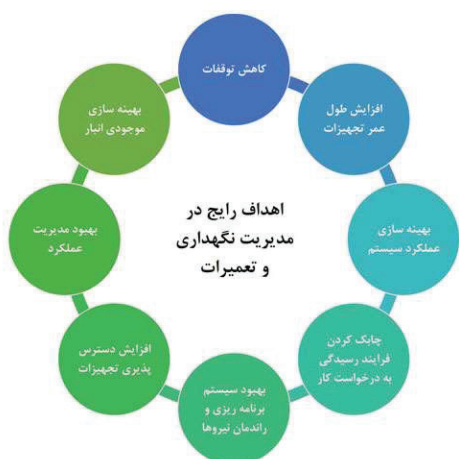 اهداف رایج در
مدیریت نگهداری
و تعمیرات
کاهش توقفات
افزایش طول
عمر تجهیزات
بهینه سازی
عملکرد سیستم
چابک کردن
فرایند رسیدگی
به درخواست کار
بهبود سیستم
برنامه ریزی و
راندمان نیروها
افزایش دسترس
پذیری تجهیزات
بهبود مدیریت
عملکرد
بهینه سازی
موجودی انبار